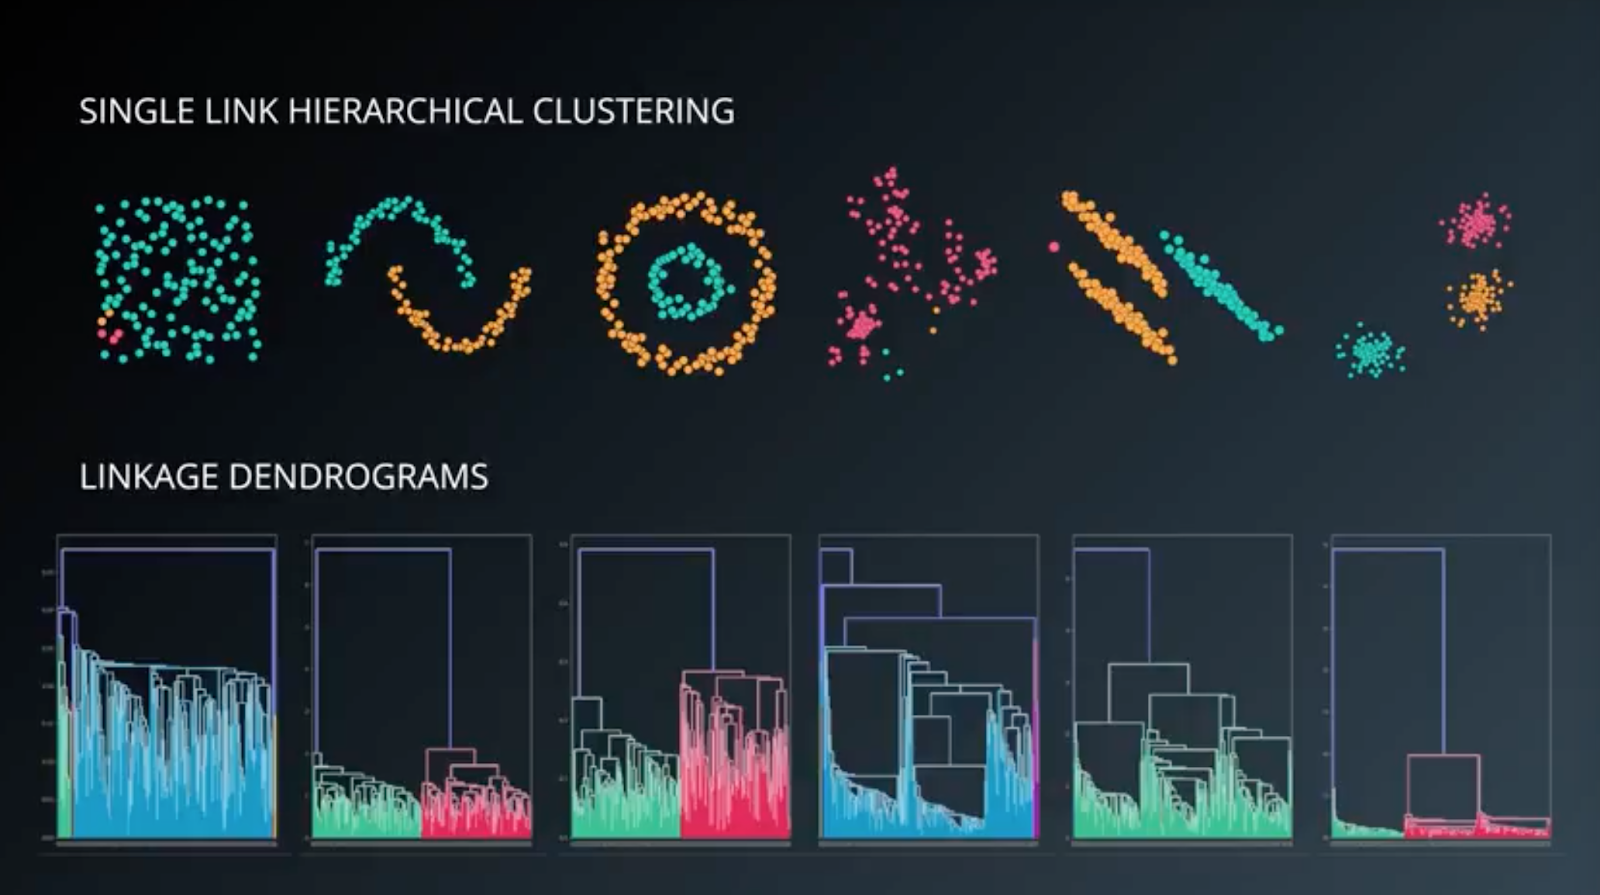 SINGLE LINK HIERARCHICAL CLUSTERING
LINKAGE DENDROGRAMS